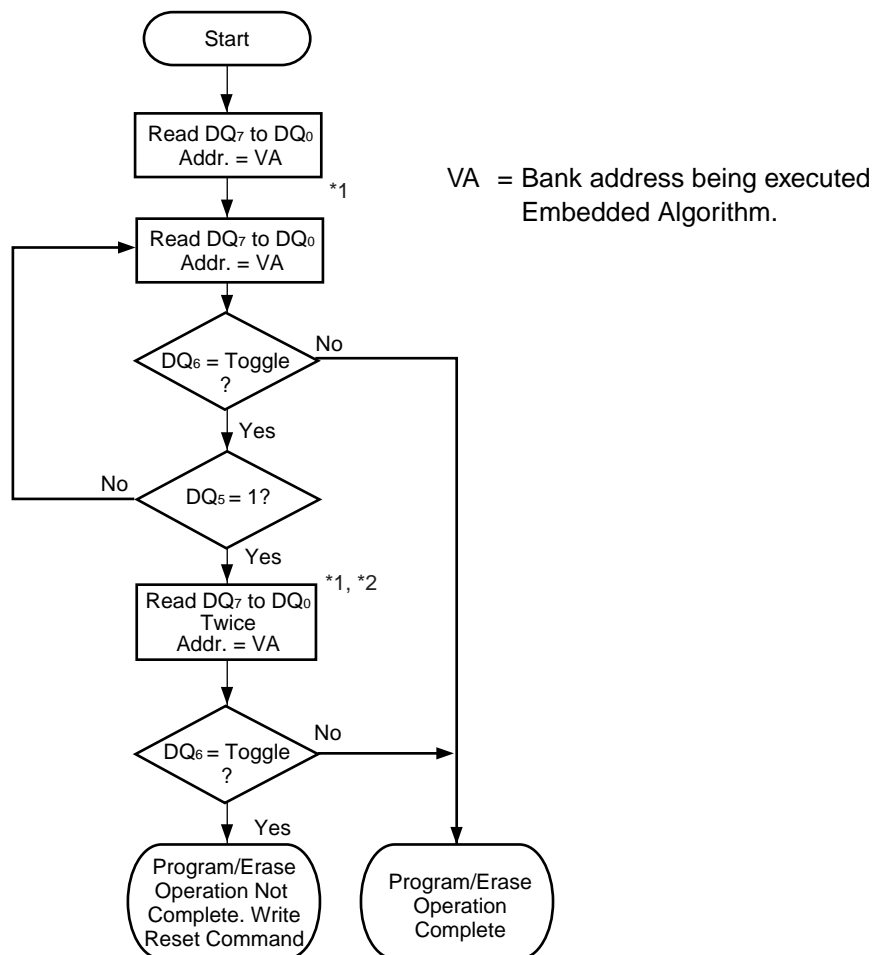 Start
Read DQ7 to DQ0
Addr. = VA
*1
VA = Bank address being executed
Embedded Algorithm.
Read DQ7 to DQ0
Addr. = VA
DQ6 = Toggle
?
No
Yes
No
DQ5 = 1?
Yes
*1, *2
Read DQ7 to DQ0
Twice
Addr. = VA
DQ6 = Toggle
?
No
Yes
Program/Erase
Operation Not
Complete. Write
Reset Command
Program/Erase
Operation
Complete